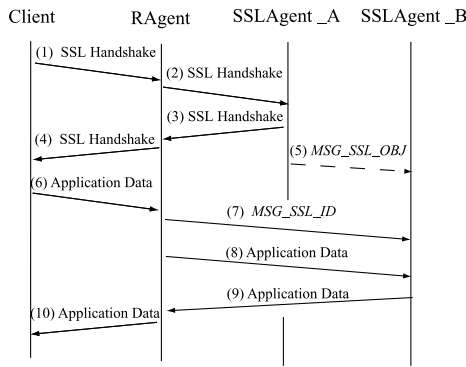 Client RAgent SSLAgent _A SSLAgent _B
(1) SSL Handshake
(2) SSL Handshake
(3) SSL Handshake
(4) SSL Handshake
(5) MSG_SSL_OBJ
(6) Application Data
(7) MSG_SSL_ID
(8) Application Data
(9) Application Data
(10) Application Data